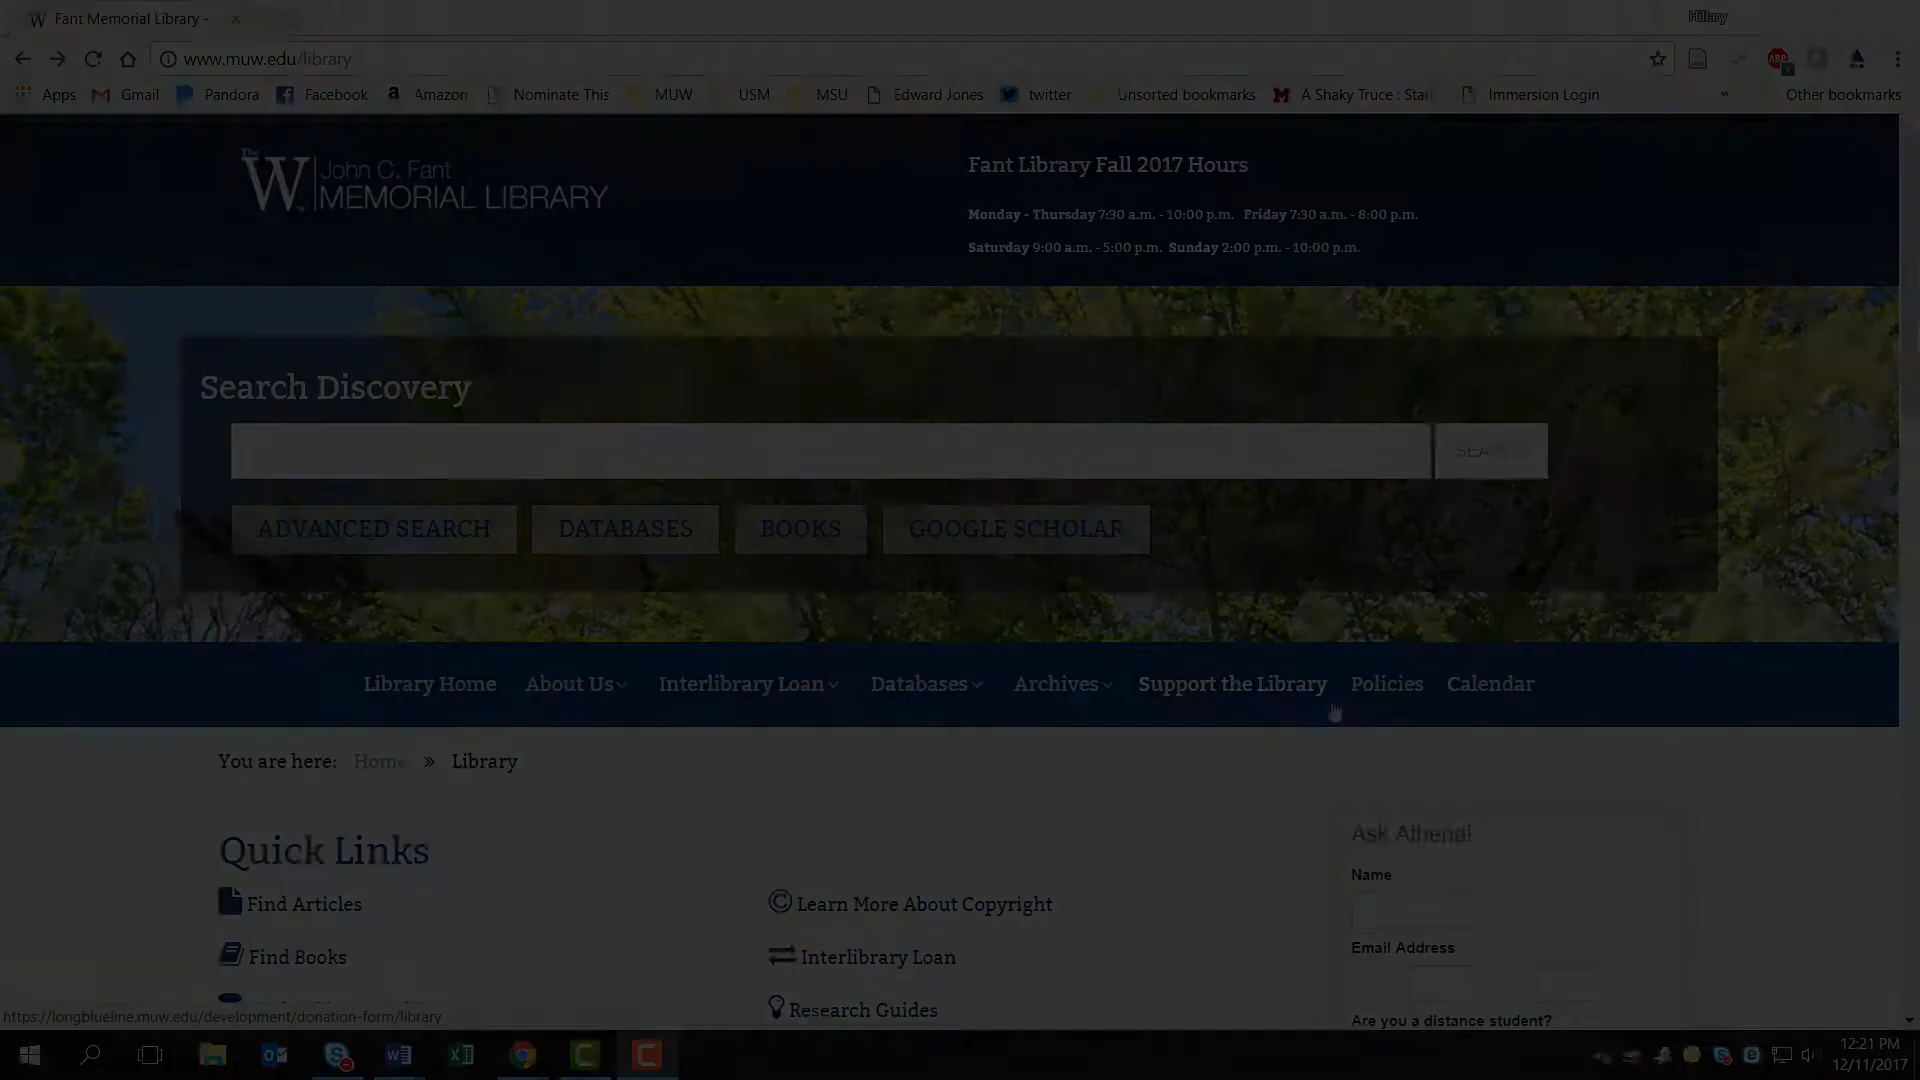 Fant Memorial Library -
Hillary
www.muw.edu/library
Apps Gmail Pandora Facebook Amazon Nominate This MUW USM MSU Edward Jones twitter Unsorted bookmarks A Shaky Truce : Star Immersion Login » Other bookmarks
ABP
The W John C. Fant
MEMORIAL LIBRARY
Fant Library Fall 2017 Hours
Monday - Thursday 7:30 a.m. - 10:00 p.m. Friday 7:30 a.m. - 8:00 p.m.
Saturday 9:00 a.m. - 5:00 p.m. Sunday 2:00 p.m. - 10:00 p.m.
Search Discovery
SEARCH
ADVANCED SEARCH DATABASES BOOKS GOOGLE SCHOLAR
Library Home About Us Interlibrary Loan Databases Archives Support the Library Policies Calendar
You are here: Home » Library
Quick Links
Find Articles
Find Books
Learn More About Copyright
Interlibrary Loan
Research Guides
Ask Athena!
Name
Email Address
Are you a distance student?
https://longblueline.muw.edu/development/donation-form/library
12:21 PM
12/11/2017